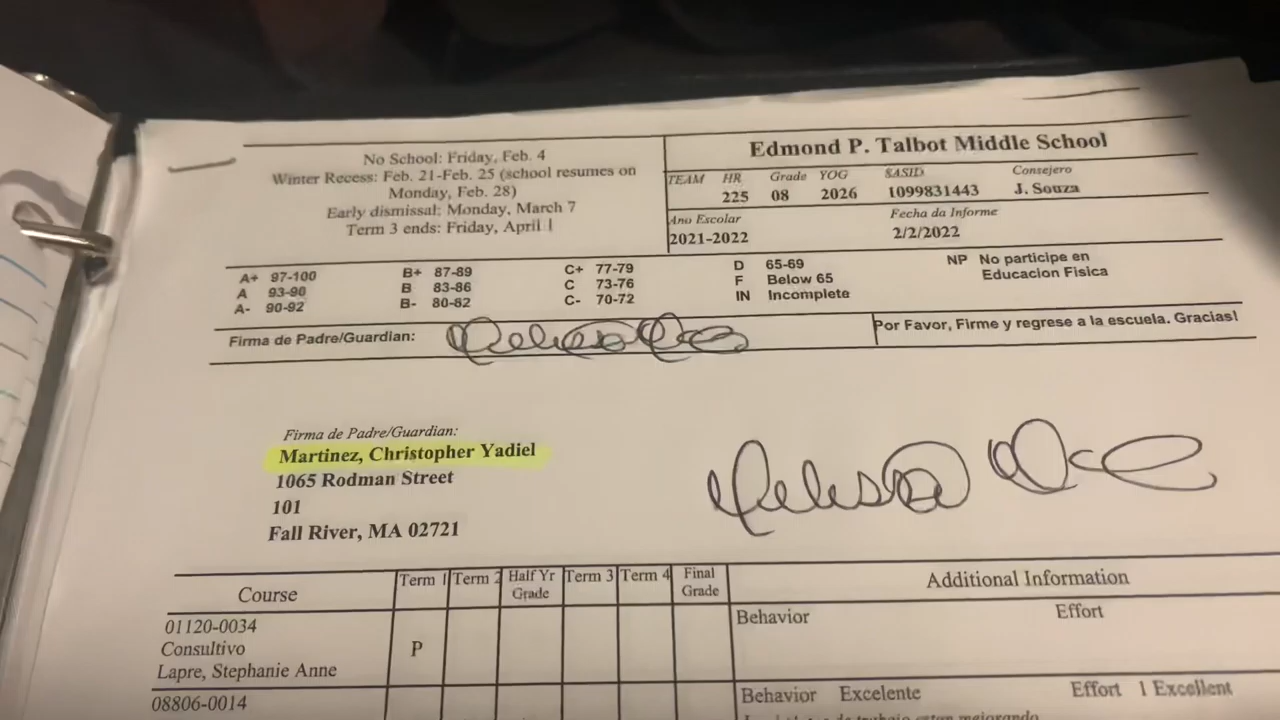 No School: Friday, Feb. 4
Winter Recess: Feb. 21-Feb. 25 (school resumes on
Monday, Feb. 28)
Early dismissal: Monday, March 7
Term 3 ends: Friday, April 1
Edmond P. Talbot Middle School
TEAM HR Grade YOG SASID Consejero
225 08 2026 1099831443 J. Souza
Ano Escolar Fecha da Informe
2021-2022 2/2/2022
A+ 97-100 B+ 87-89 C+ 77-79 D 65-69 NP No participe en
A 93-96 B 83-86 C 73-76 F Below 65 Educacion Fisica
A- 90-92 B- 80-82 C- 70-72 IN Incomplete
Firma de Padre/Guardian: Por Favor, Firme y regrese a la escuela. Gracias!
Firma de Padre/Guardian:
Martinez, Christopher Yadiel
1065 Rodman Street
101
Fall River, MA 02721
Course Term 1 Term 2 Half Yr Grade Term 3 Term 4 Final Grade Additional Information
01120-0034 Behavior Effort
Consultivo P
Lapre, Stephanie Anne
08806-0014 Behavior Excelente Effort 1 Excellent
de trabajo estan mejorando